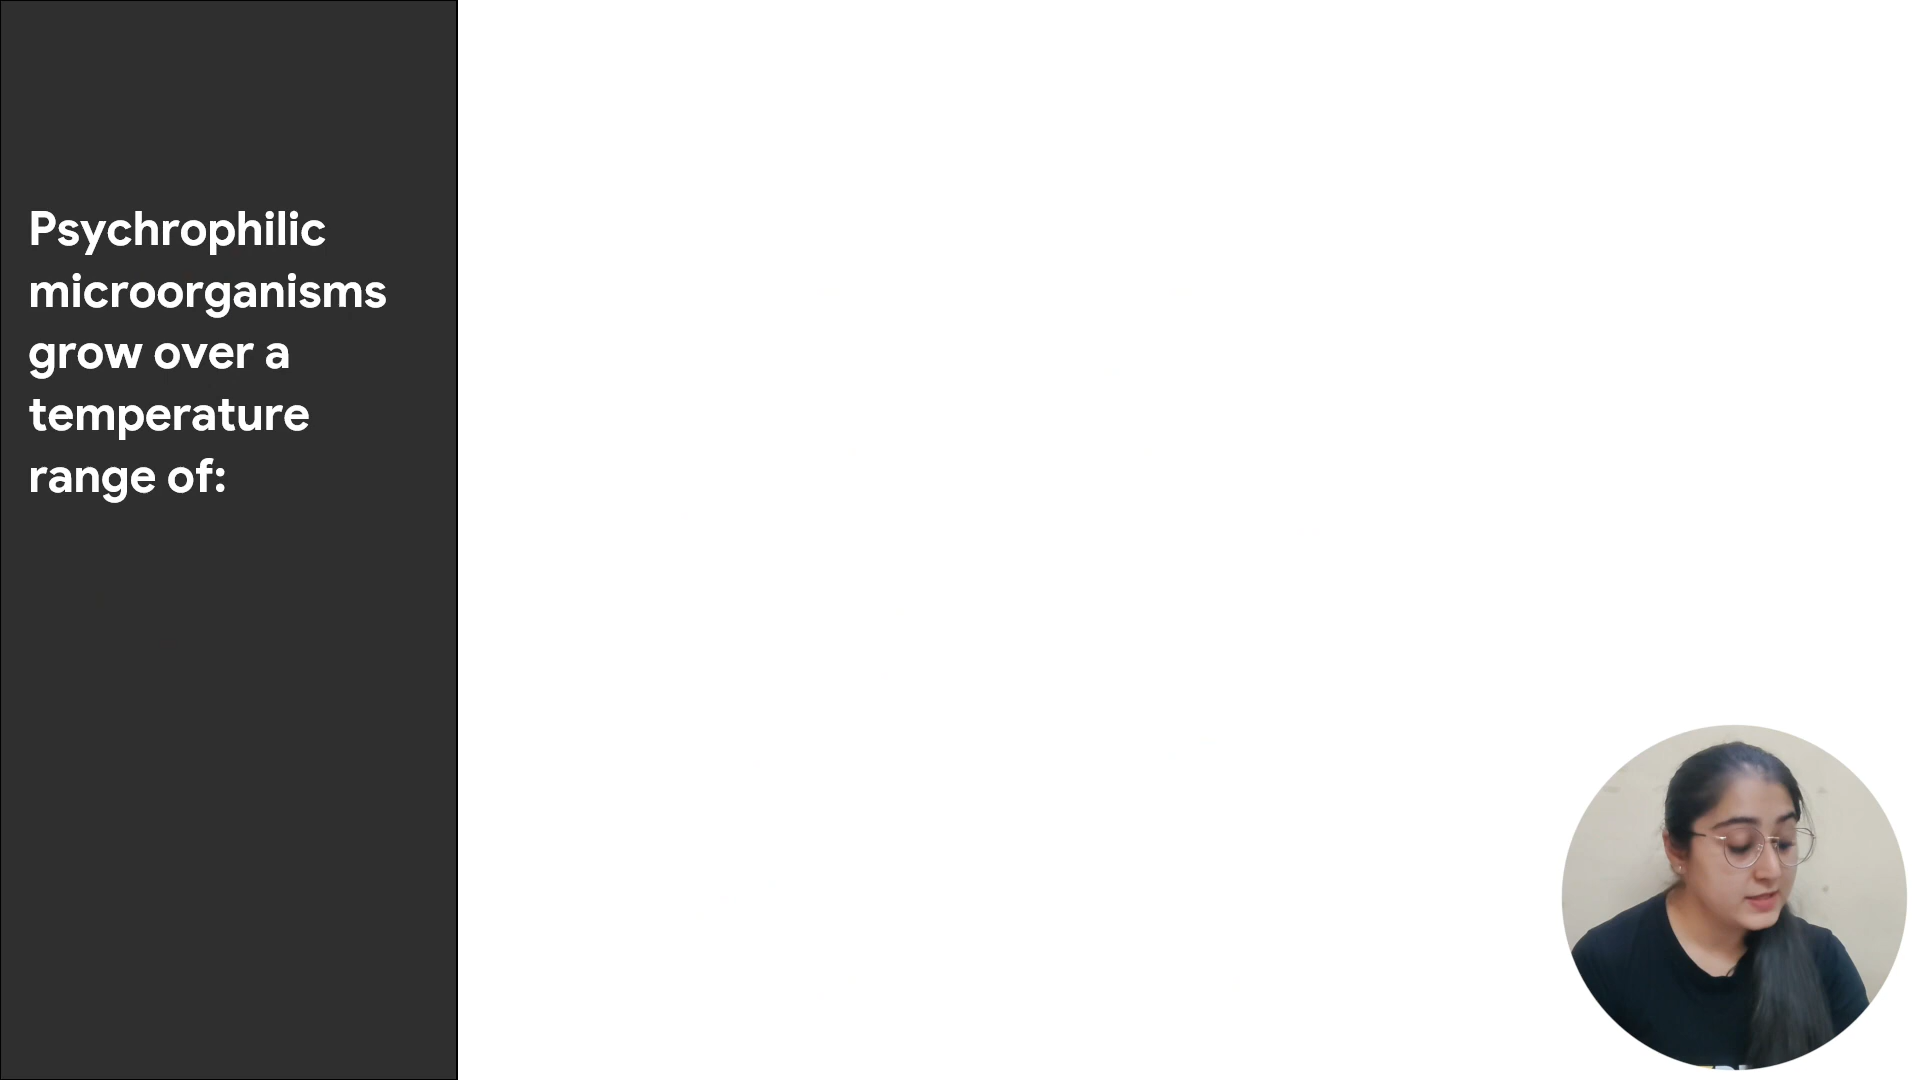 Psychrophilic
microorganisms
grow over a
temperature
range of: